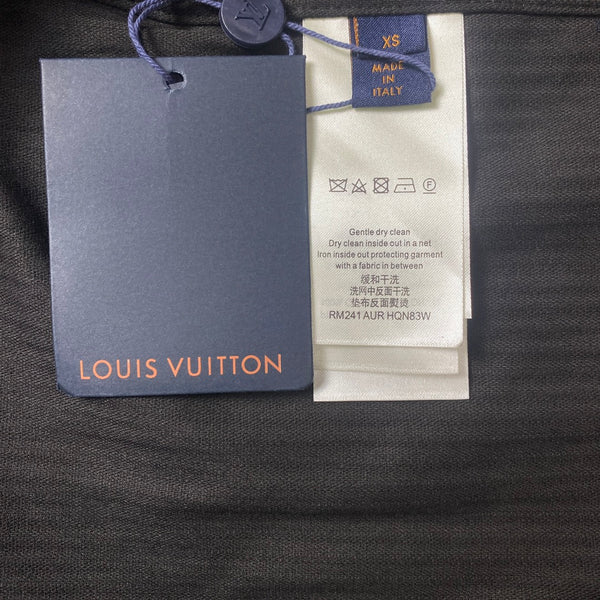 LV
XS
MADE
IN
ITALY
Gentle dry clean
Dry clean inside out in a net
Iron inside out protecting garment
with a fabric in between
缓和干洗
洗网中反面干洗
垫布反面熨烫
RM241 AUR HQN83W
LOUIS VUITTON